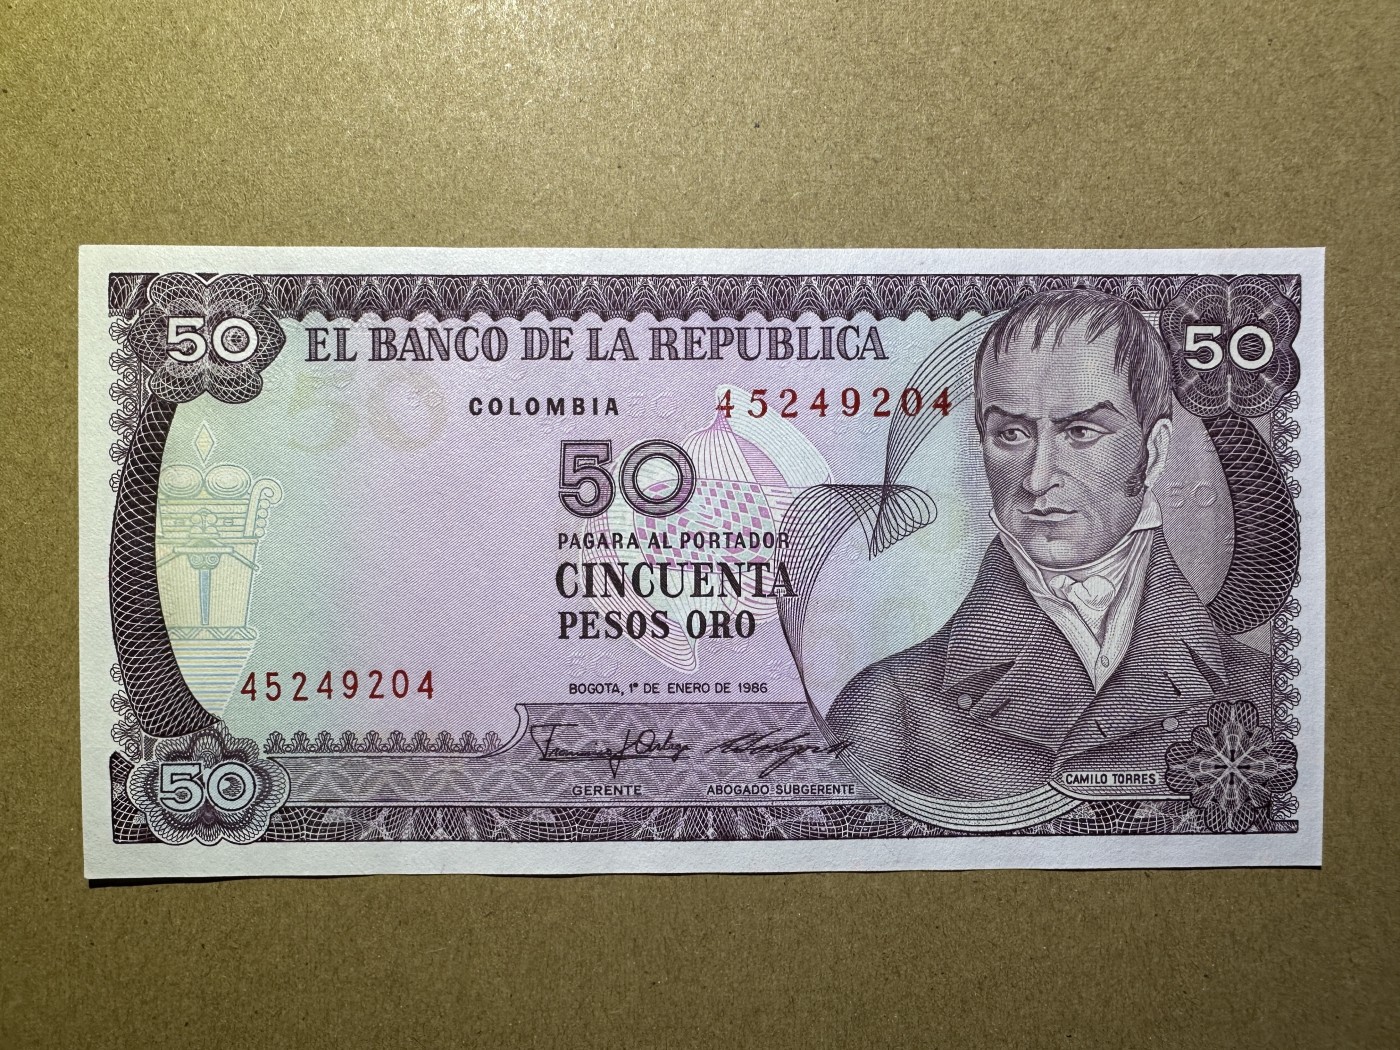 50
50
EL BANCO DE LA REPUBLICA
COLOMBIA
45249204
50
PAGARA AL PORTADOR
CINCUENTA
PESOS ORO
45249204
BOGOTA, 1º DE ENERO DE 1986
GERENTE
ABOGADO SUBGERENTE
CAMILO TORRES
50